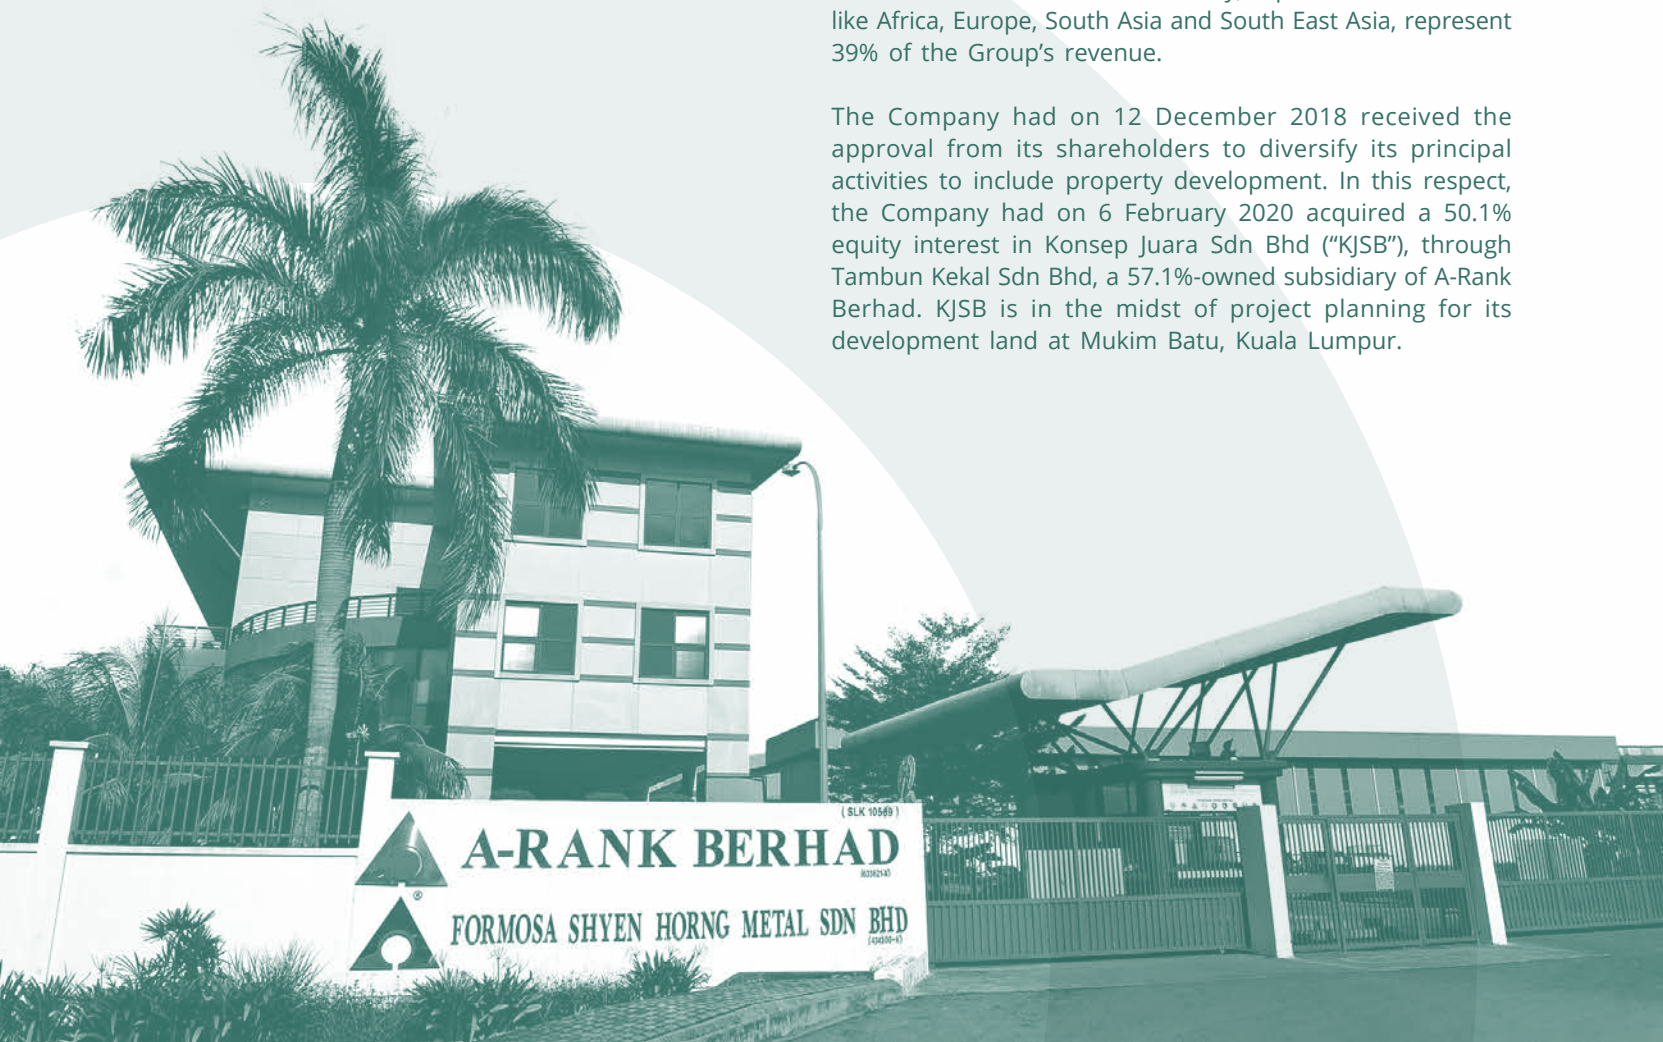 like Africa, Europe, South Asia and South East Asia, represent
39% of the Group’s revenue.
The Company had on 12 December 2018 received the
approval from its shareholders to diversify its principal
activities to include property development. In this respect,
the Company had on 6 February 2020 acquired a 50.1%
equity interest in Konsep Juara Sdn Bhd (“KJSB”), through
Tambun Kekal Sdn Bhd, a 57.1%-owned subsidiary of A-Rank
Berhad. KJSB is in the midst of project planning for its
development land at Mukim Batu, Kuala Lumpur.
( SLK 10569 )
A-RANK BERHAD
®
FORMOSA SHYEN HORNG METAL SDN BHD